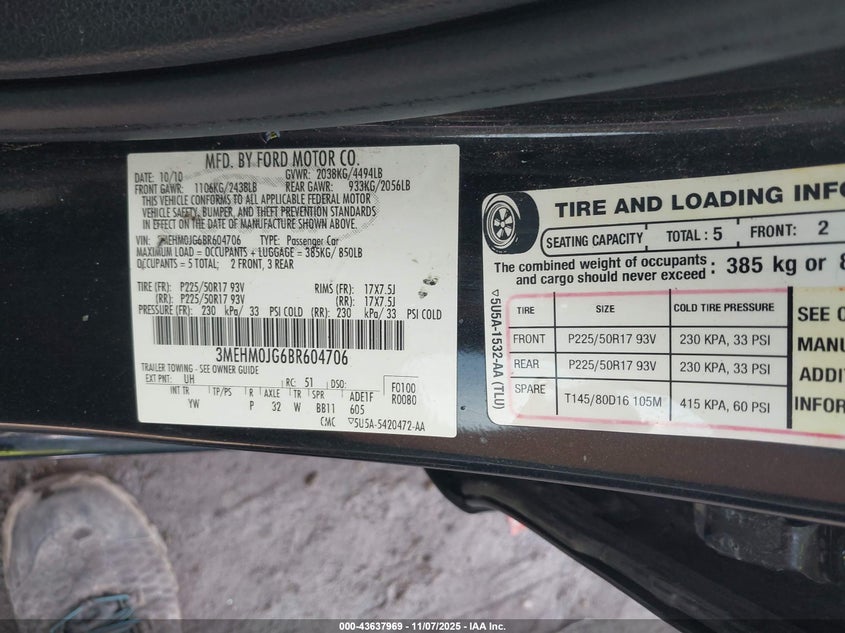 MFD. BY FORD MOTOR CO.
DATE: 10/10 GVWR: 2038KG/4494LB
FRONT GAWR: 1106KG/2438LB REAR GAWR: 933KG/2056LB
THIS VEHICLE CONFORMS TO ALL APPLICABLE FEDERAL MOTOR
VEHICLE SAFETY, BUMPER, AND THEFT PREVENTION STANDARDS
IN EFFECT ON THE DATE OF MANUFACTURE SHOWN ABOVE.
VIN: 3MEHM0JG6BR604706 TYPE: Passenger Car
MAXIMUM LOAD = OCCUPANTS + LUGGAGE = 385KG/ 850LB
OCCUPANTS = 5 TOTAL; 2 FRONT, 3 REAR
TIRE (FR): P225/50R17 93V RIMS (FR): 17X7.5J
(RR): P225/50R17 93V (RR): 17X7.5J
PRESSURE (FR): 230 kPa/ 33 PSI COLD (RR): 230 kPa/ 33 PSI COLD
3MEHM0JG6BR604706
TRAILER TOWING - SEE OWNER GUIDE
EXT PNT: UH RC: 51 DSO: F0100
INT TR TP/PS R AXLE TR SPR ADE1F R0080
YW P 32 W BB11 605
CMC ▽5U5A-5420472-AA
TIRE AND LOADING INFO
SEATING CAPACITY TOTAL : 5 FRONT: 2
The combined weight of occupants and cargo should never exceed : 385 kg or 8
▽5U5A-1532-AA (TLU)
TIRE SIZE COLD TIRE PRESSURE
FRONT P225/50R17 93V 230 KPA, 33 PSI
REAR P225/50R17 93V 230 KPA, 33 PSI
SPARE T145/80D16 105M 415 KPA, 60 PSI
SEE O
MANU
ADDIT
INFOR
000-43637969 — 11/07/2025 — IAA Inc.